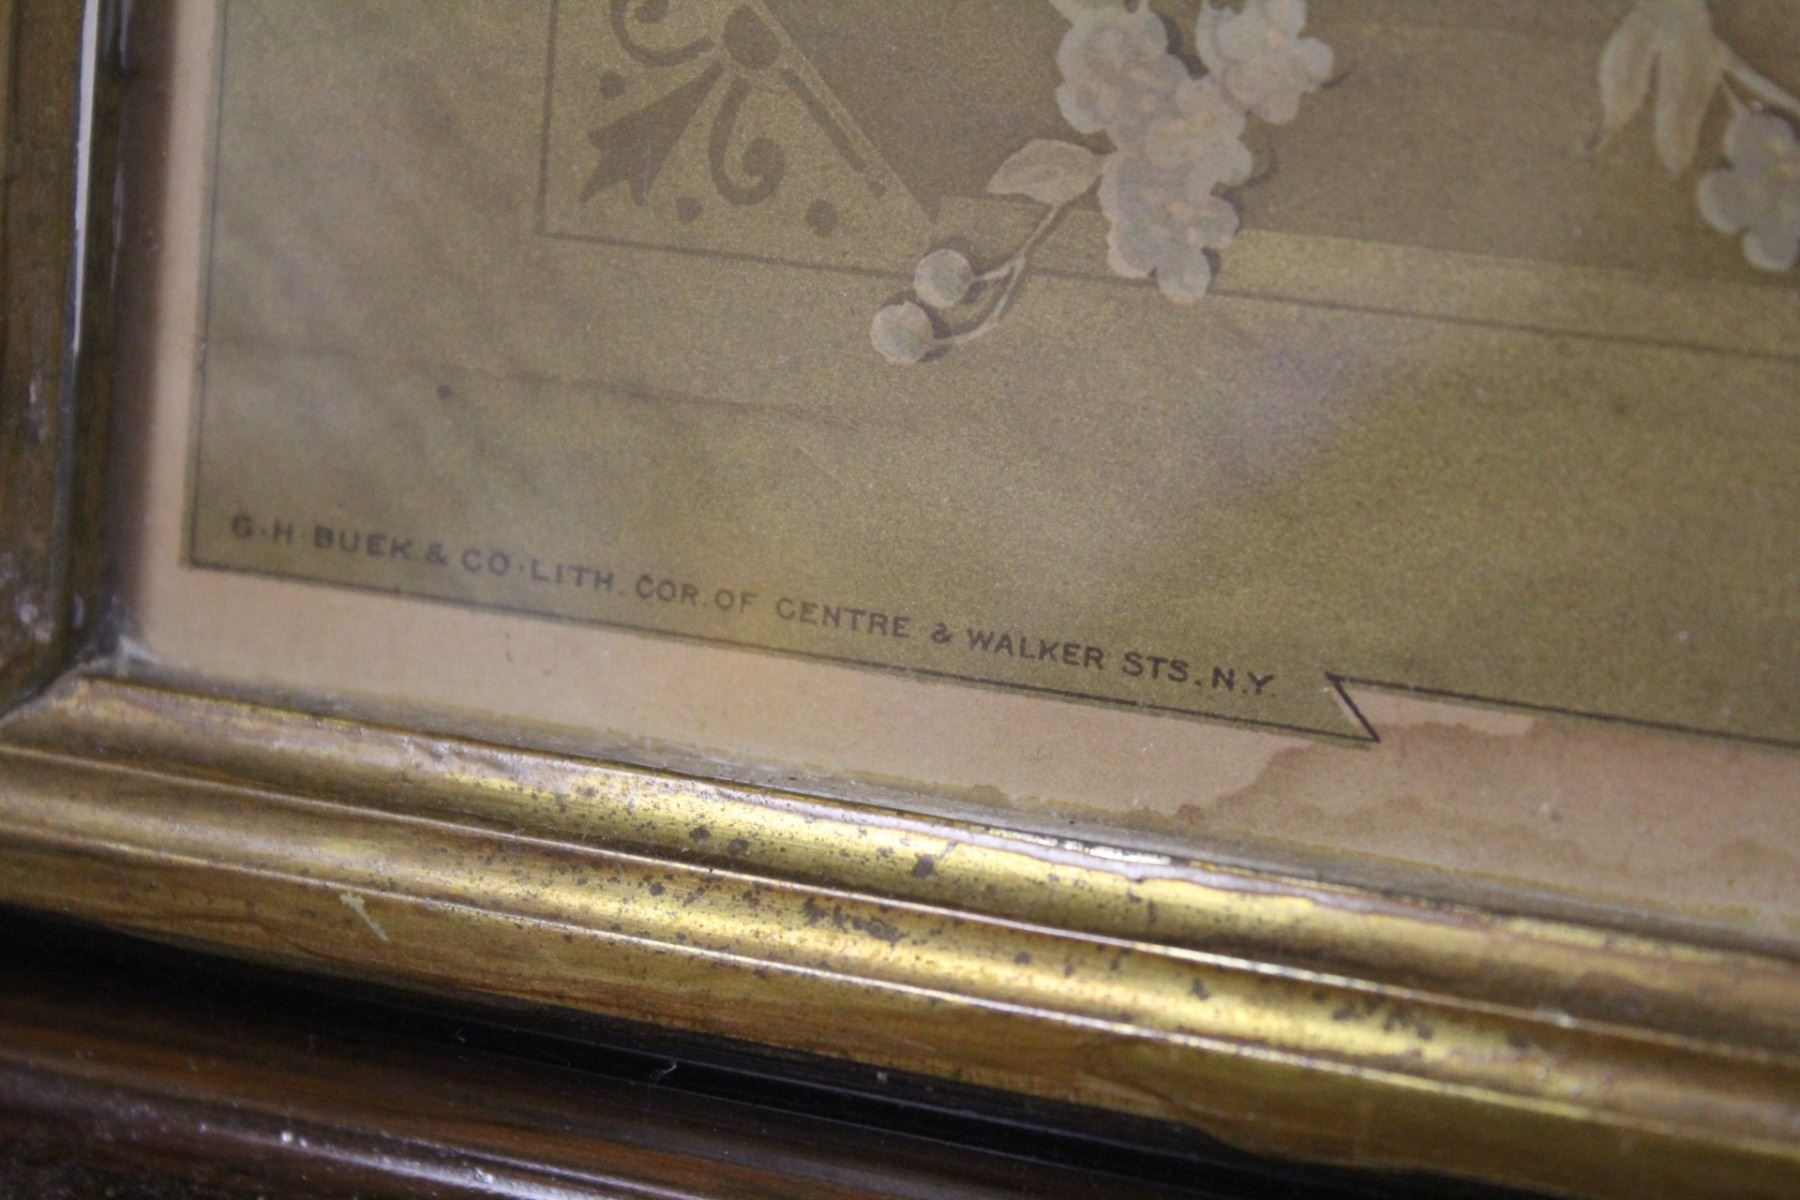 G·H·BUEK & CO·LITH. COR. OF CENTRE & WALKER STS. N.Y.